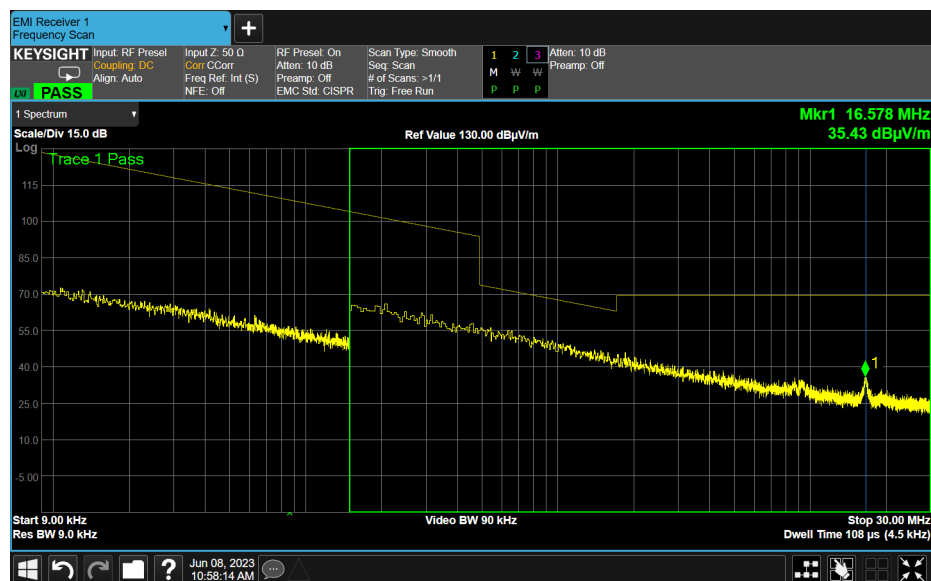 EMI Receiver 1
Frequency Scan
KEYSIGHT
Input: RF Presel
Coupling: DC
Align: Auto
Input Z: 50 Ω
Corr CCorr
Freq Ref: Int (S)
NFE: Off
RF Presel: On
Atten: 10 dB
Preamp: Off
EMC Std: CISPR
Scan Type: Smooth
Seq: Scan
# of Scans: >1/1
Trig: Free Run
1 2 3
M W W
P P P
Atten: 10 dB
Preamp: Off
LXI PASS
1 Spectrum
Mkr1 16.578 MHz
Scale/Div 15.0 dB
Ref Value 130.00 dBµV/m
35.43 dBµV/m
Log
Trace 1 Pass
115
100
85.0
70.0
55.0
40.0
1
25.0
10.0
-5.00
Start 9.00 kHz
Video BW 90 kHz
Stop 30.00 MHz
Res BW 9.0 kHz
Dwell Time 108 µs (4.5 kHz)
?
Jun 08, 2023
10:58:14 AM